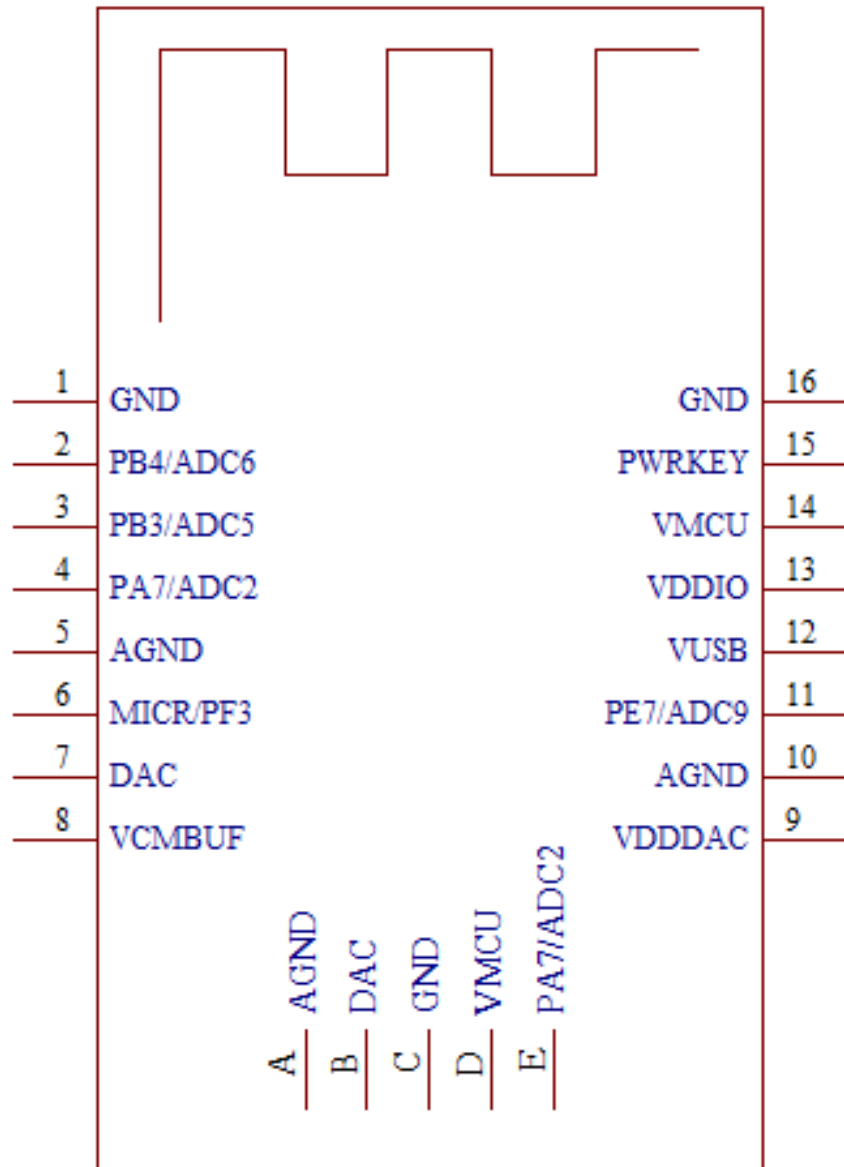 1 GND GND 16
2 PB4/ADC6 PWRKEY 15
3 PB3/ADC5 VMCU 14
4 PA7/ADC2 VDDIO 13
5 AGND VUSB 12
6 MICR/PF3 PE7/ADC9 11
7 DAC AGND 10
8 VCMBUF VDDDAC 9
A AGND
B DAC
C GND
D VMCU
E PA7/ADC2